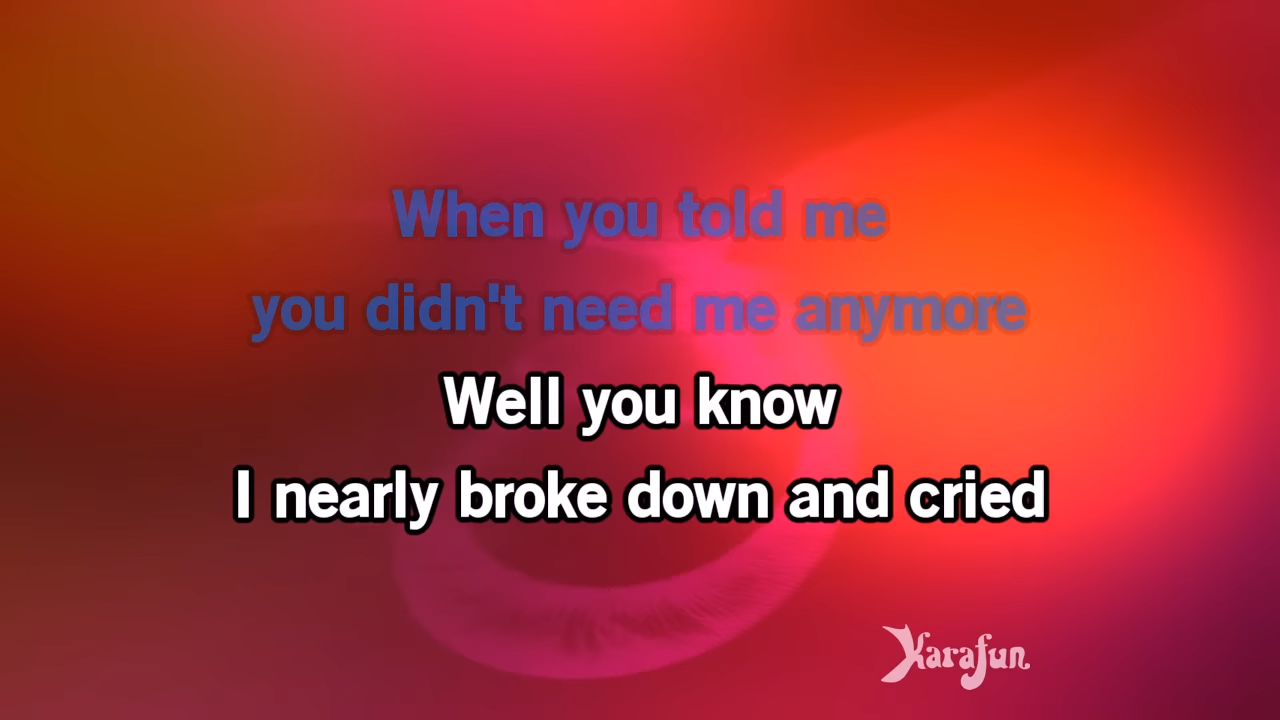 When you told me
you didn't need me anymore
Well you know
I nearly broke down and cried
Karafun